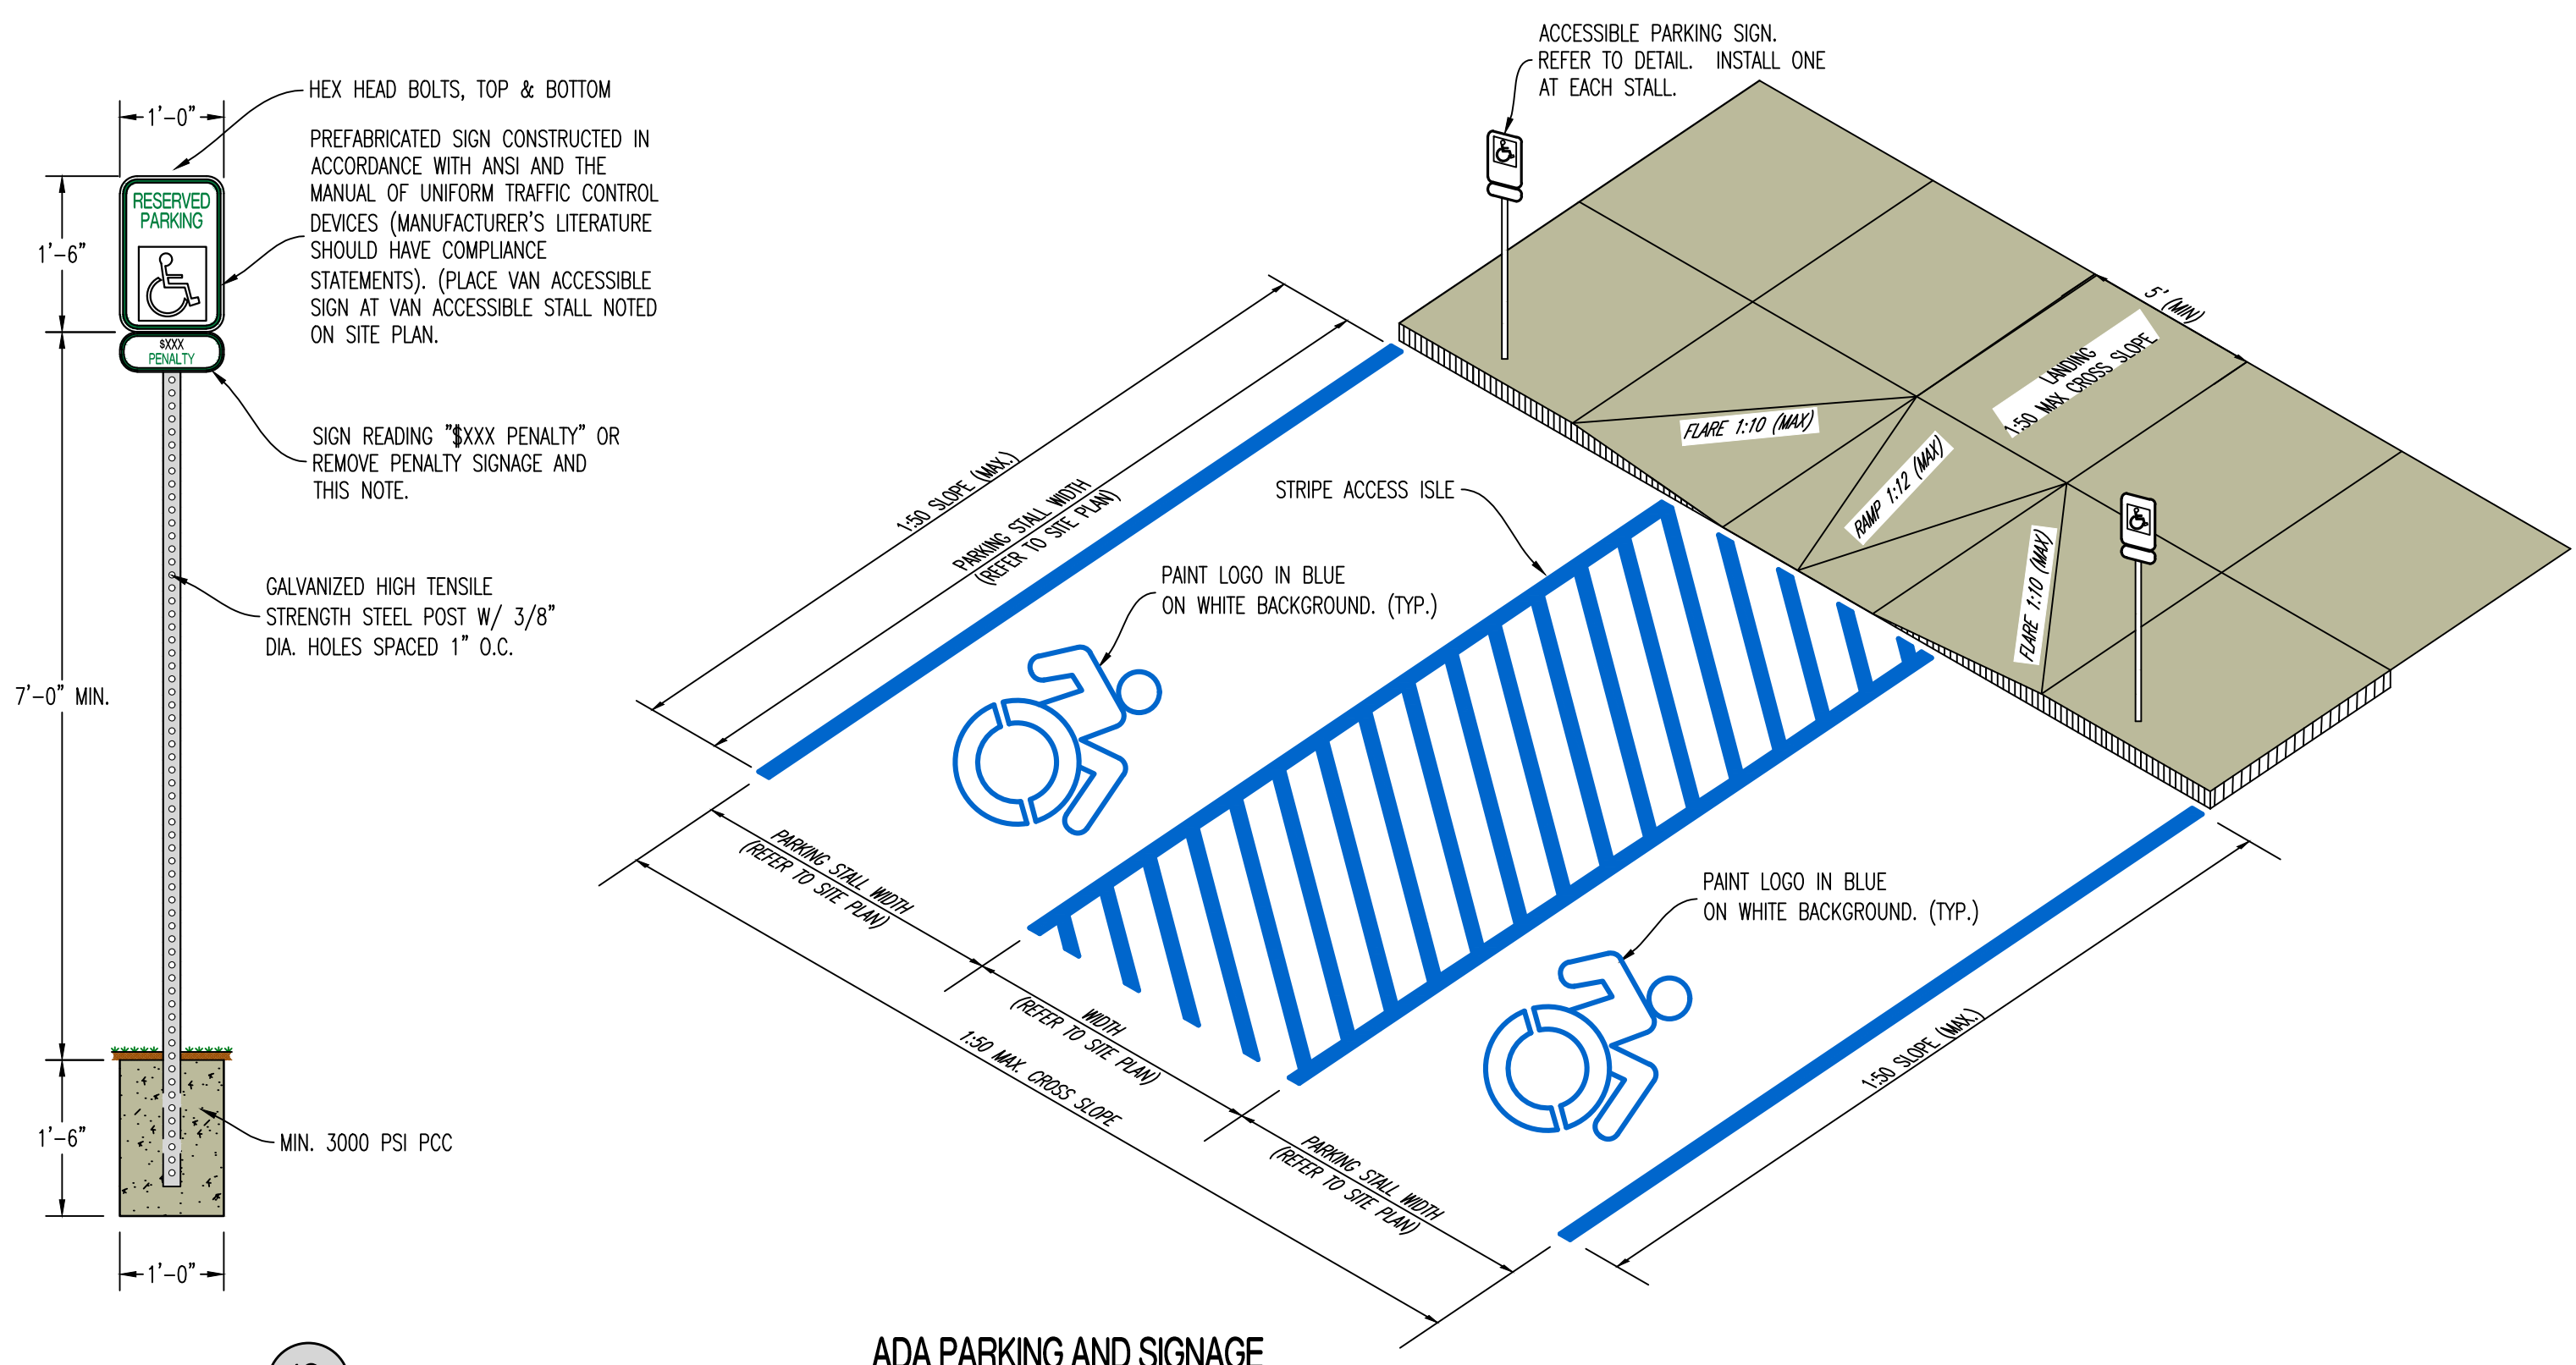 HEX HEAD BOLTS, TOP & BOTTOM
1'-0"
PREFABRICATED SIGN CONSTRUCTED IN
ACCORDANCE WITH ANSI AND THE
MANUAL OF UNIFORM TRAFFIC CONTROL
DEVICES (MANUFACTURER'S LITERATURE
SHOULD HAVE COMPLIANCE
STATEMENTS). (PLACE VAN ACCESSIBLE
SIGN AT VAN ACCESSIBLE STALL NOTED
ON SITE PLAN.
RESERVED
PARKING
1'-6"
$XXX
PENALTY
SIGN READING "$XXX PENALTY" OR
REMOVE PENALTY SIGNAGE AND
THIS NOTE.
GALVANIZED HIGH TENSILE
STRENGTH STEEL POST W/ 3/8"
DIA. HOLES SPACED 1" O.C.
7'-0" MIN.
1'-6"
MIN. 3000 PSI PCC
1'-0"
ACCESSIBLE PARKING SIGN.
REFER TO DETAIL. INSTALL ONE
AT EACH STALL.
5' (MIN)
LANDING
1:50 MAX CROSS SLOPE
FLARE 1:10 (MAX)
RAMP 1:12 (MAX)
FLARE 1:10 (MAX)
1:50 SLOPE (MAX.)
PARKING STALL WIDTH
(REFER TO SITE PLAN)
STRIPE ACCESS ISLE
PAINT LOGO IN BLUE
ON WHITE BACKGROUND. (TYP.)
PARKING STALL WIDTH
(REFER TO SITE PLAN)
WIDTH
(REFER TO SITE PLAN)
1:50 MAX. CROSS SLOPE
PARKING STALL WIDTH
(REFER TO SITE PLAN)
PAINT LOGO IN BLUE
ON WHITE BACKGROUND. (TYP.)
1:50 SLOPE (MAX.)
ADA PARKING AND SIGNAGE